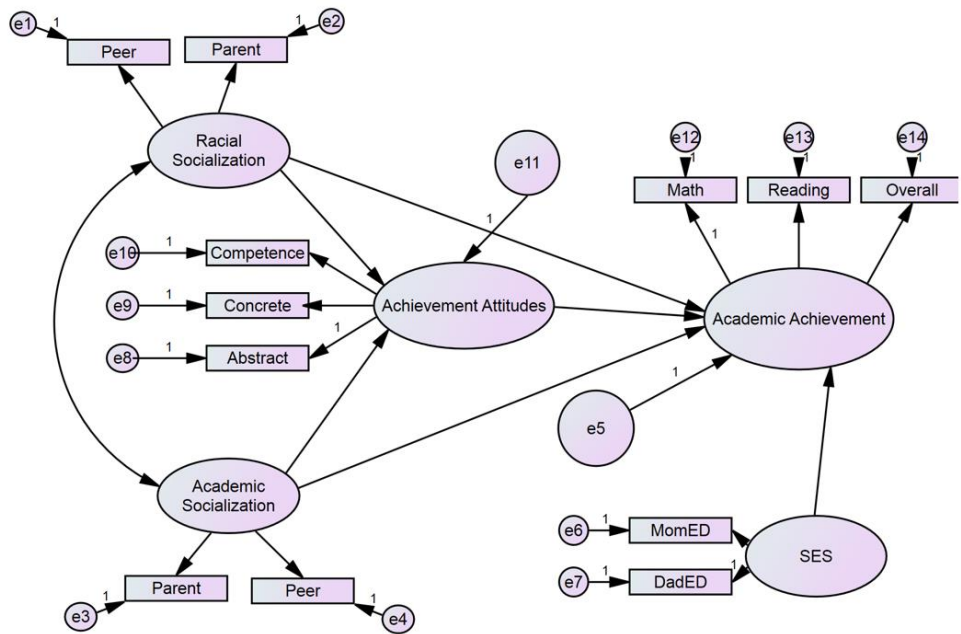 e1
1
Peer
Parent
1
e2
Racial
Socialization
e11
1
e12
1
Math
e13
1
Reading
e14
1
Overall
1
e10
1
Competence
e9
1
Concrete
e8
1
Abstract
1
Achievement Attitudes
Academic Achievement
e5
1
Academic
Socialization
e6
1
MomED
e7
1
DadED
1
SES
e3
1
Parent
Peer
1
e4